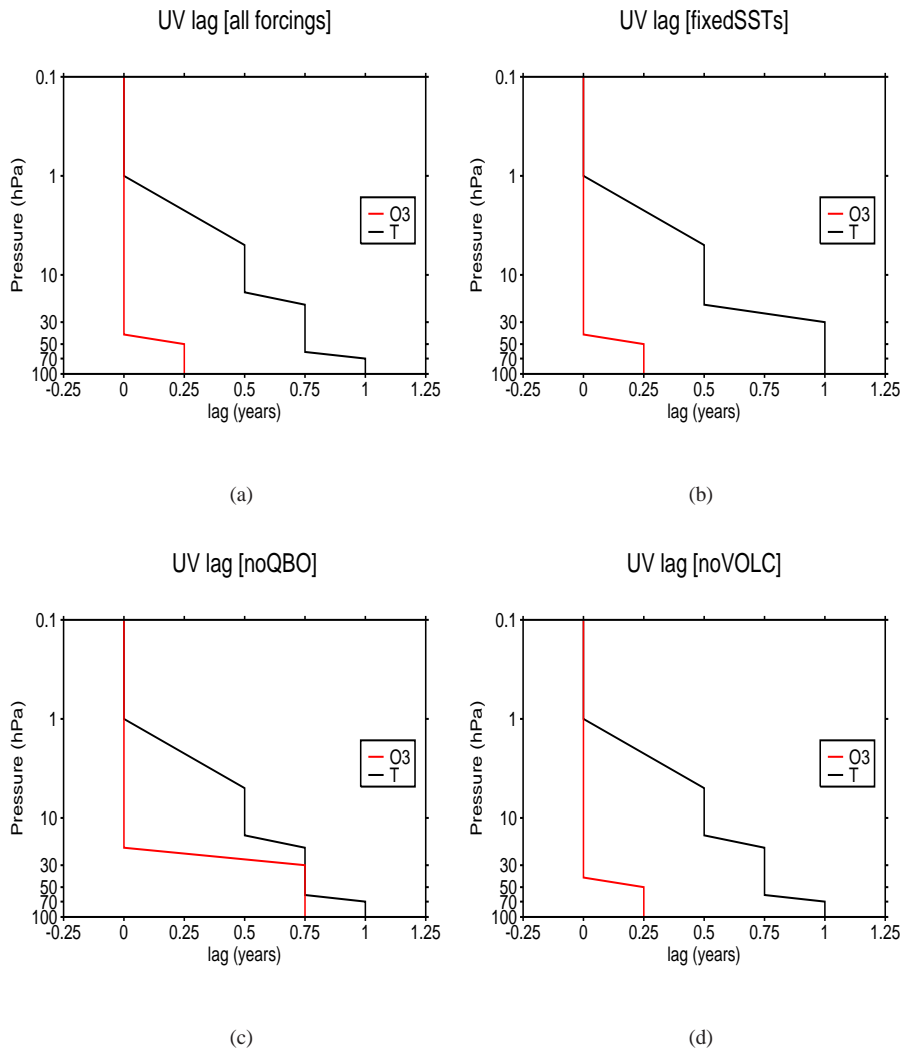 UV lag [all forcings]
0.1
1
10
30
50
70
100
Pressure (hPa)
-0.25 0 0.25 0.5 0.75 1 1.25
lag (years)
O3
T
(a)
UV lag [fixedSSTs]
0.1
1
10
30
50
70
100
Pressure (hPa)
-0.25 0 0.25 0.5 0.75 1 1.25
lag (years)
O3
T
(b)
UV lag [noQBO]
0.1
1
10
30
50
70
100
Pressure (hPa)
-0.25 0 0.25 0.5 0.75 1 1.25
lag (years)
O3
T
(c)
UV lag [noVOLC]
0.1
1
10
30
50
70
100
Pressure (hPa)
-0.25 0 0.25 0.5 0.75 1 1.25
lag (years)
O3
T
(d)